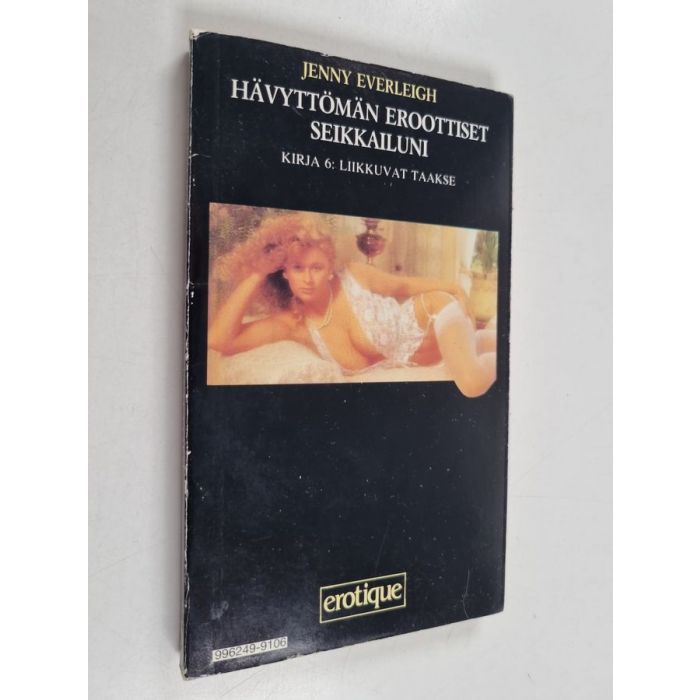 JENNY EVERLEIGH
HÄVYTTÖMÄN EROOTTISET
SEIKKAILUNI
KIRJA 6: LIIKKUVAT TAAKSE
erotique
996249-9106